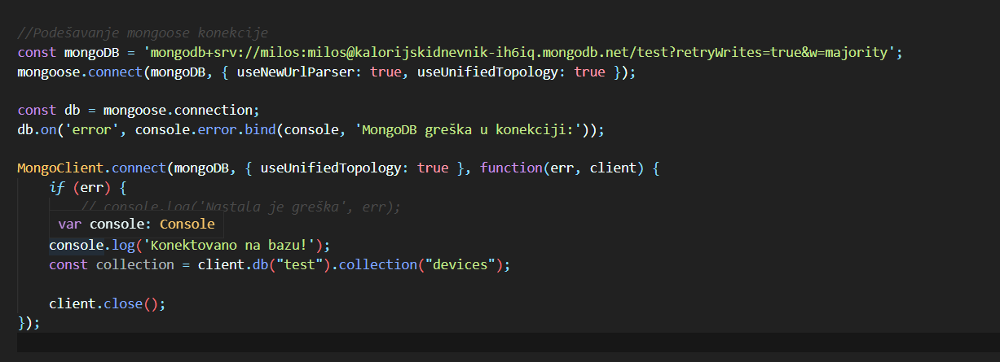 //Podešavanje mongoose konekcije
const mongoDB = 'mongodb+srv://milos:milos@kalorijskidnevnik-ih6iq.mongodb.net/test?retryWrites=true&w=majority';
mongoose.connect(mongoDB, { useNewUrlParser: true, useUnifiedTopology: true });
const db = mongoose.connection;
db.on('error', console.error.bind(console, 'MongoDB greška u konekciji:'));
MongoClient.connect(mongoDB, { useUnifiedTopology: true }, function(err, client) {
if (err) {
// console.log('Nastala je greška', err);
var console: Console
console.log('Konektovano na bazu!');
const collection = client.db("test").collection("devices");
client.close();
});